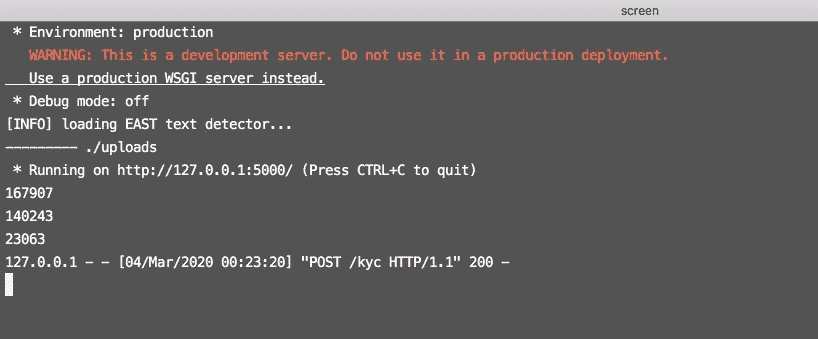 screen
* Environment: production
WARNING: This is a development server. Do not use it in a production deployment.
Use a production WSGI server instead.
* Debug mode: off
[INFO] loading EAST text detector...
--------- ./uploads
* Running on http://127.0.0.1:5000/ (Press CTRL+C to quit)
167907
140243
23063
127.0.0.1 - - [04/Mar/2020 00:23:20] "POST /kyc HTTP/1.1" 200 -